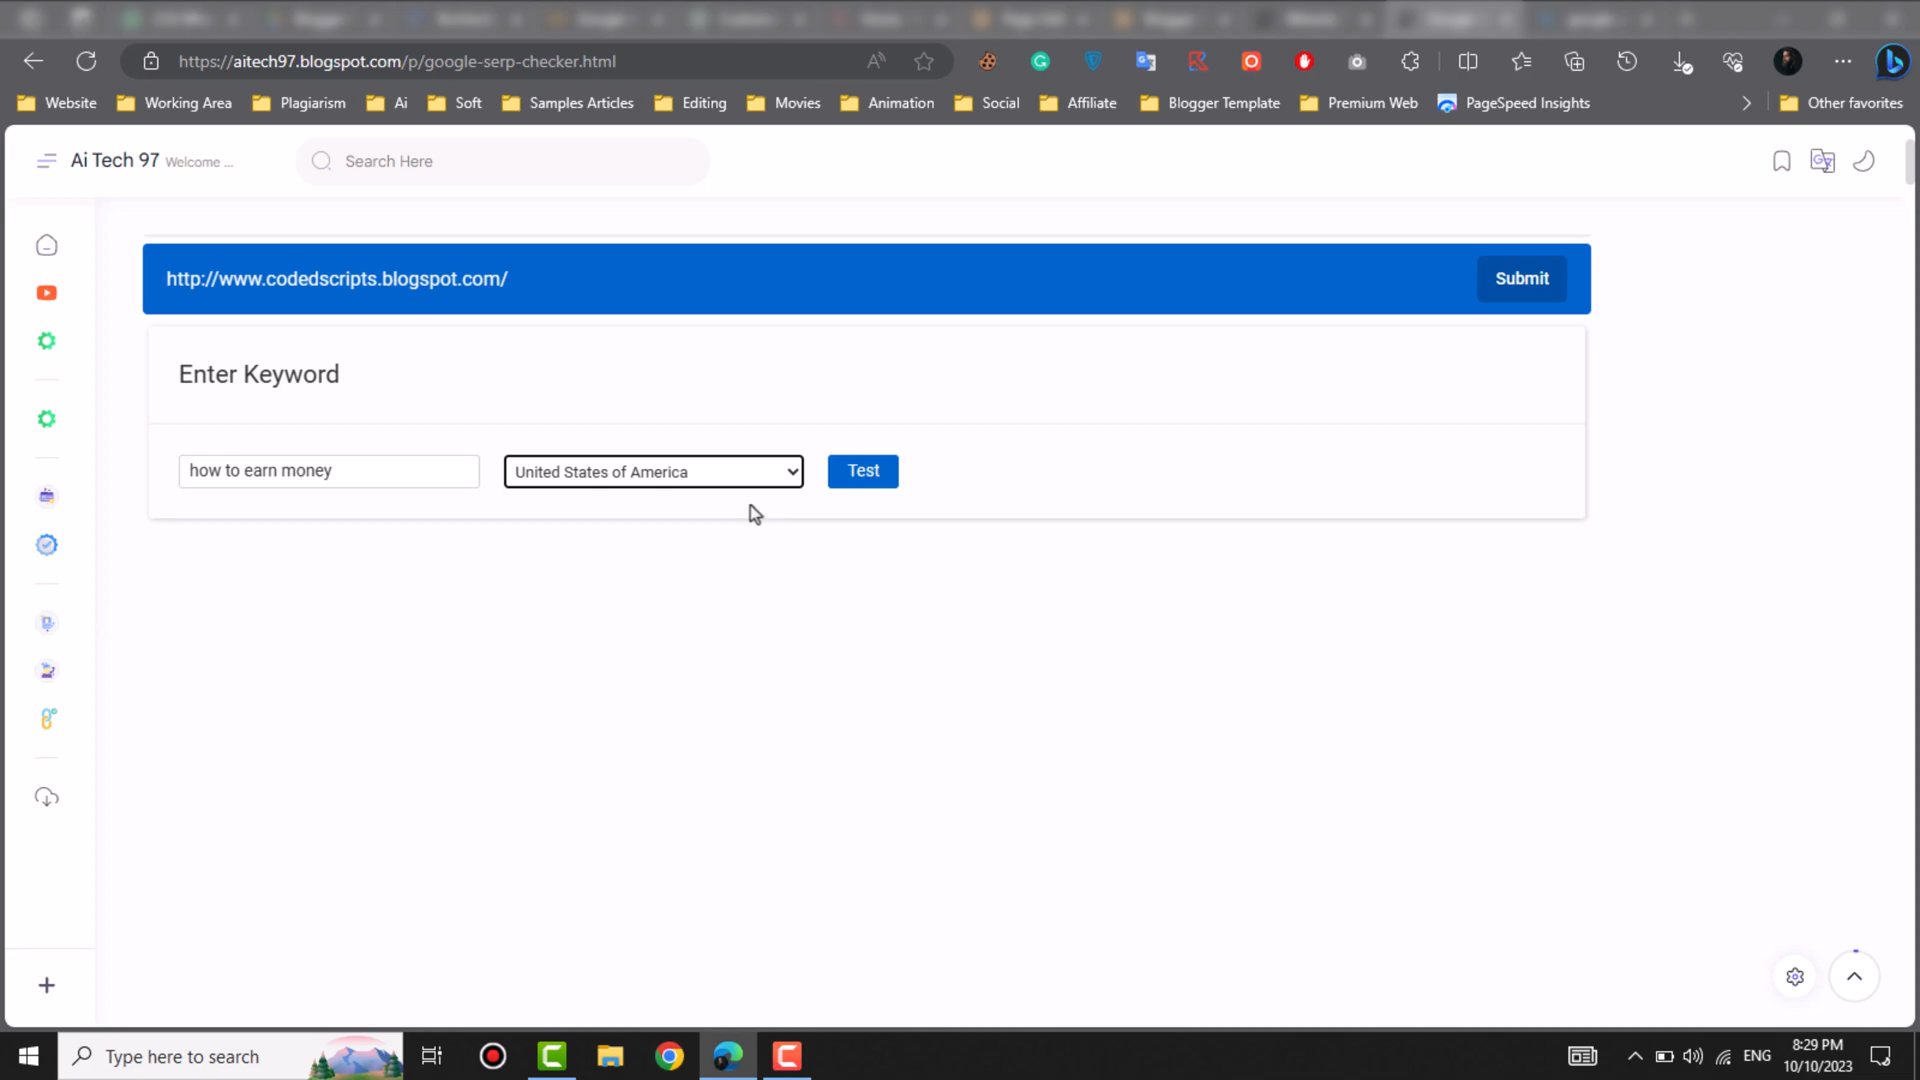 https://aitech97.blogspot.com/p/google-serp-checker.html
Website
Working Area
Plagiarism
Ai
Soft
Samples Articles
Editing
Movies
Animation
Social
Affiliate
Blogger Template
Premium Web
PageSpeed Insights
Other favorites
Ai Tech 97 Welcome ...
Search Here
http://www.codedscripts.blogspot.com/
Submit
Enter Keyword
how to earn money
United States of America
Test
Type here to search
ENG
8:29 PM
10/10/2023